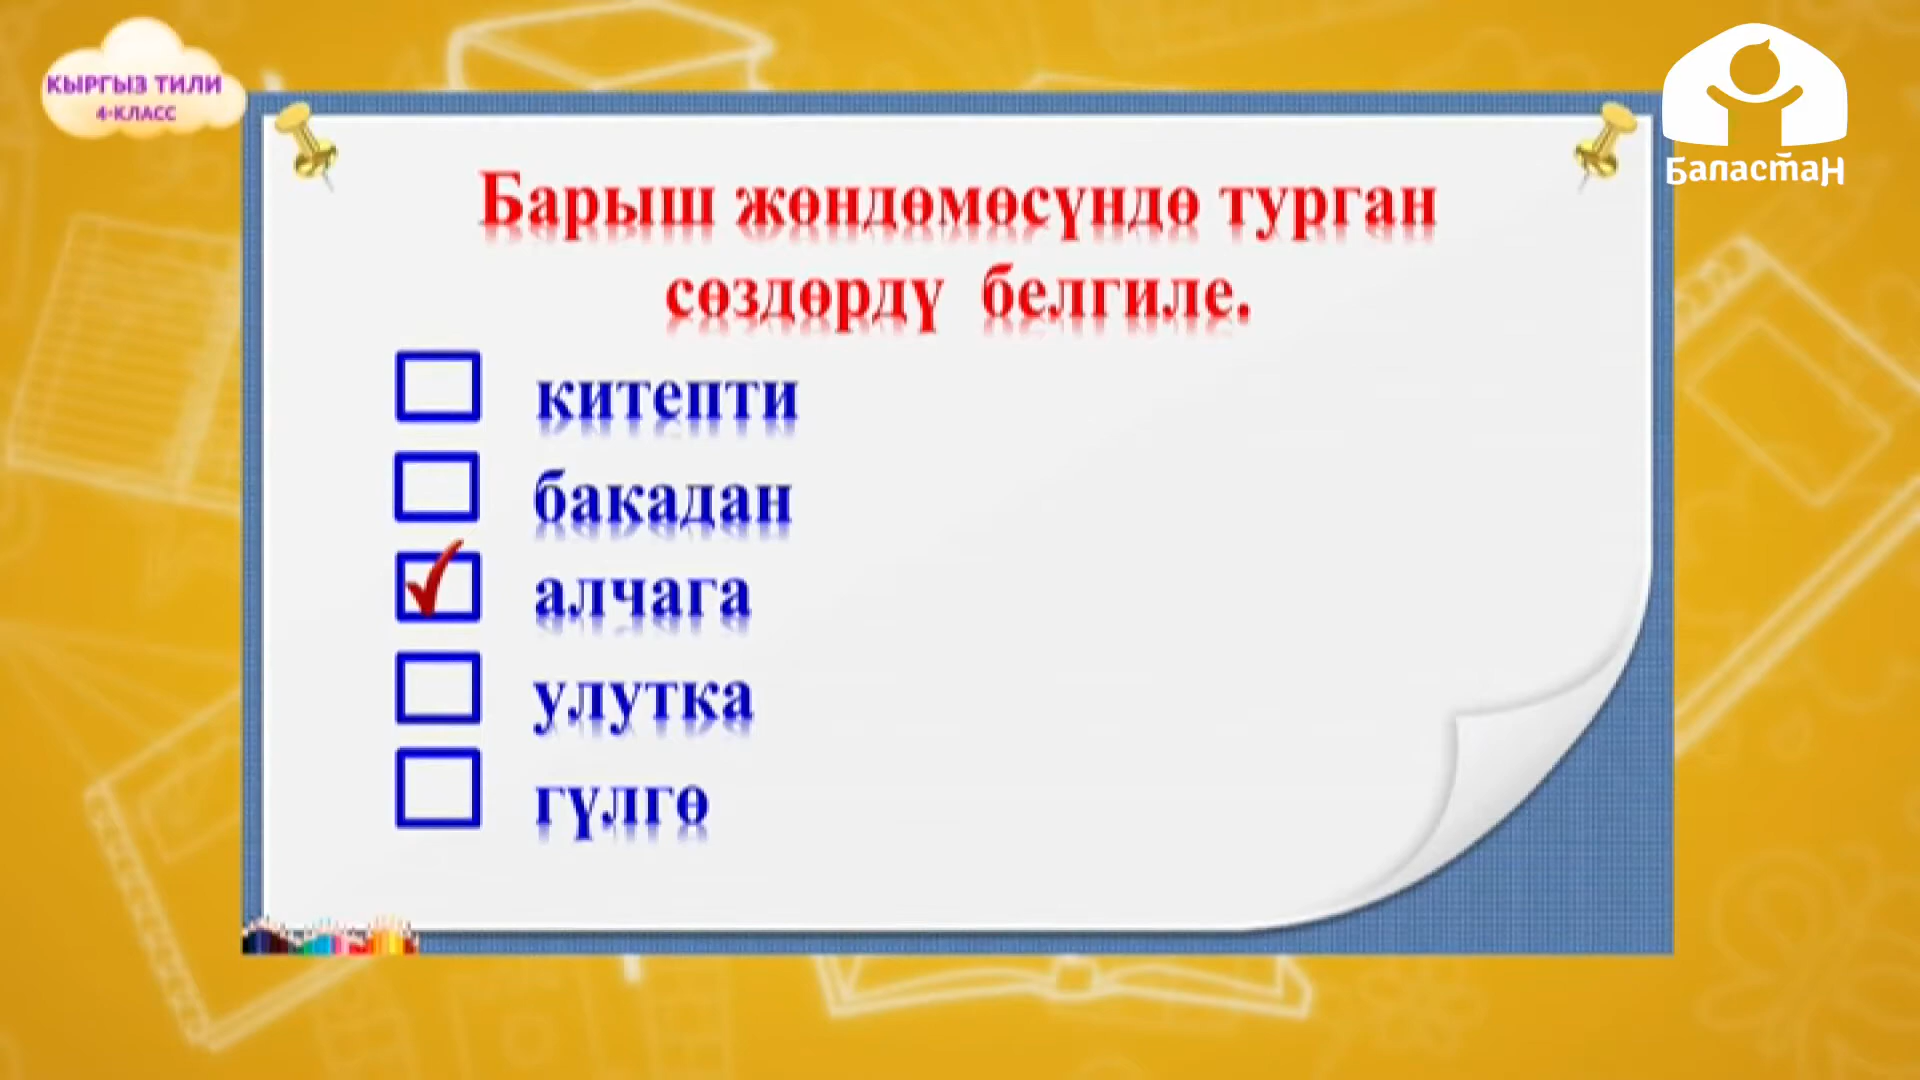 КЫРГЫЗ ТИЛИ
4-КЛАСС
Баластан
Барыш жөндөмөсүндө турган
сөздөрдү белгиле.
китепти
бакадан
алчага
улутка
гүлгө